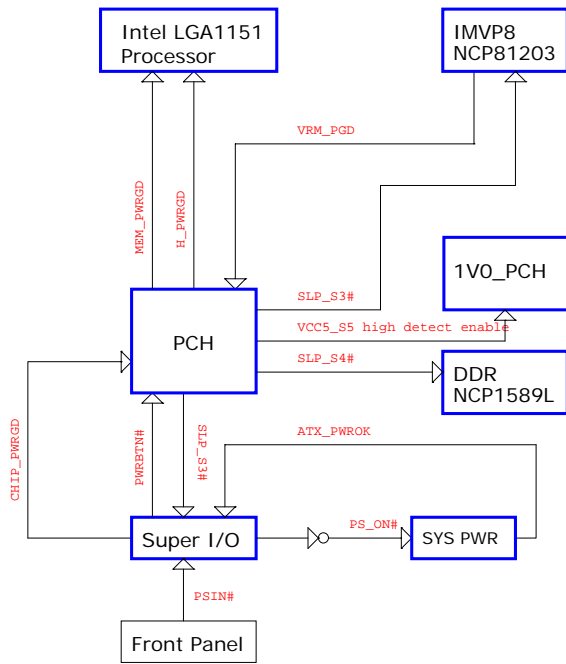 Intel LGA1151
Processor
IMVP8
NCP81203
VRM_PGD
MEM_PWRGD
H_PWRGD
1V0_PCH
SLP_S3#
VCC5_S5 high detect enable
PCH
SLP_S4#
DDR
NCP1589L
CHIP_PWRGD
PWRBTN#
SLP_S3#
ATX_PWROK
Super I/O
PS_ON#
SYS PWR
PSIN#
Front Panel